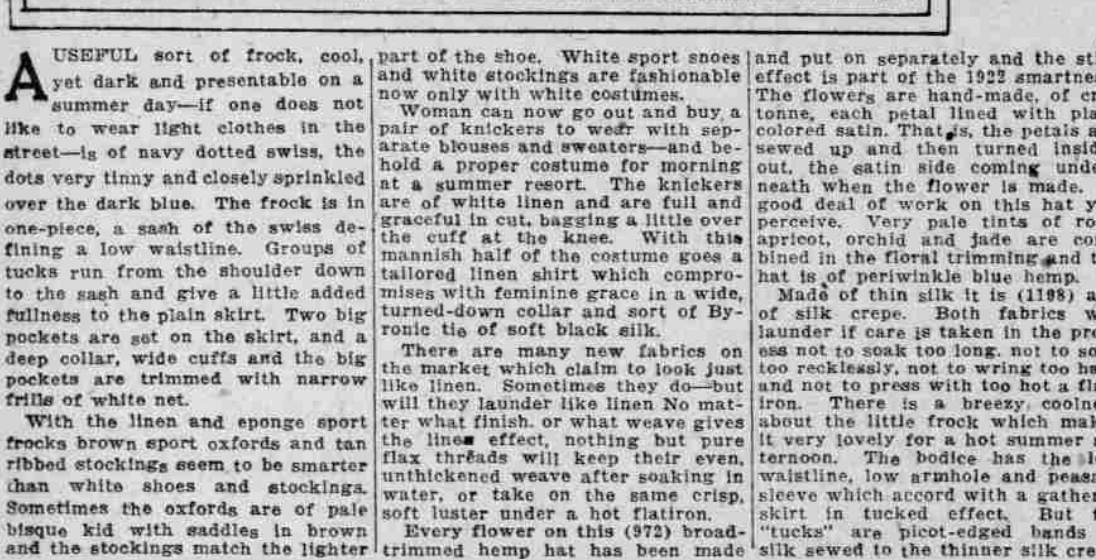 A USEFUL sort of frock, cool,
yet dark and presentable on a
summer day—if one does not
like to wear light clothes in the
street—is of navy dotted swiss, the
dots very tinny and closely sprinkled
over the dark blue. The frock is in
one-piece, a sash of the swiss de-
fining a low waistline. Groups of
tucks run from the shoulder down
to the sash and give a little added
fullness to the plain skirt. Two big
pockets are set on the skirt, and a
deep collar, wide cuffs and the big
pockets are trimmed with narrow
frills of white net.
With the linen and eponge sport
frocks brown sport oxfords and tan
ribbed stockings seem to be smarter
than white shoes and stockings.
Sometimes the oxfords are of pale
bisque kid with saddles in brown
and the stockings match the lighter
part of the shoe. White sport snoes
and white stockings are fashionable
now only with white costumes.
Woman can now go out and buy a
pair of knickers to wear with sep-
arate blouses and sweaters—and be-
hold a proper costume for morning
at a summer resort. The knickers
are of white linen and are full and
graceful in cut, bagging a little over
the cuff at the knee. With this
mannish half of the costume goes a
tailored linen shirt which compro-
mises with feminine grace in a wide,
turned-down collar and sort of By-
ronic tie of soft black silk.
There are many new fabrics on
the market which claim to look just
like linen. Sometimes they do—but
will they launder like linen No mat-
ter what finish. or what weave gives
the linen effect, nothing but pure
flax threads will keep their even,
unthickened weave after soaking in
water, or take on the same crisp,
soft luster under a hot flatiron.
Every flower on this (972) broad-
trimmed hemp hat has been made
and put on separately and the
effect is part of the 1922
The flowers are hand-made, of
tonne, each petal lined with
colored satin. That is, the petals
sewed up and then turned
out, the satin side coming
neath when the flower is made.
good deal of work on this hat
perceive. Very pale tints of
apricot, orchid and jade are
bined in the floral trimming and
hat is of periwinkle blue hemp.
Made of thin silk it is (1198)
of silk crepe. Both fabrics
launder if care is taken in the
ess not to soak too long. not to
too recklessly, not to wring too
and not to press with too hot a
iron. There is a breezy coolne
about the little frock which
it very lovely for a hot summer
ternoon. The bodice has the
waistline, low armhole and
sleeve which accord with a
skirt in tucked effect. But
"tucks" are picot-edged bands
silk sewed to the thinner silk